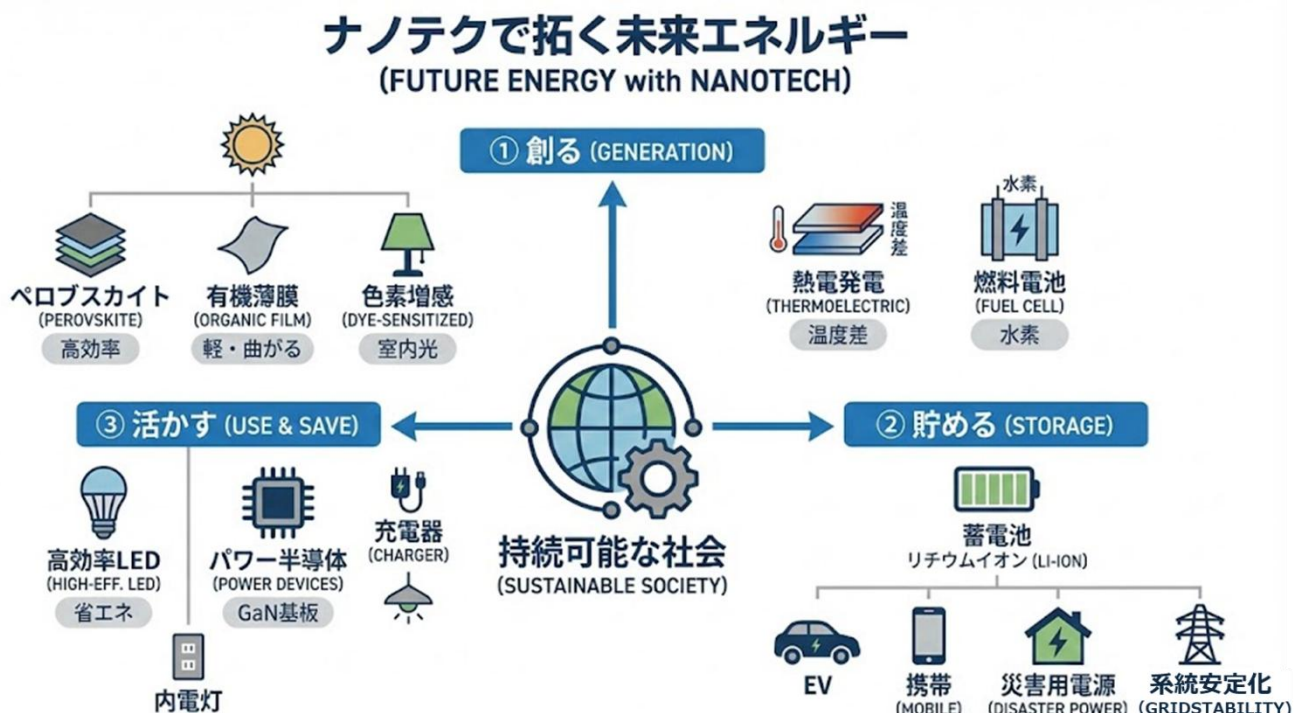 ナノテクで拓く未来エネルギー
(FUTURE ENERGY with NANOTECH)
① 創る (GENERATION)
ペロブスカイト
(PEROVSKITE)
高効率
有機薄膜
(ORGANIC FILM)
軽・曲がる
色素増感
(DYE-SENSITIZED)
室内光
温度差
熱電発電
(THERMOELECTRIC)
温度差
水素
燃料電池
(FUEL CELL)
水素
③ 活かす (USE & SAVE)
② 貯める (STORAGE)
高効率LED
(HIGH-EFF. LED)
省エネ
パワー半導体
(POWER DEVICES)
GaN基板
充電器
(CHARGER)
内電灯
持続可能な社会
(SUSTAINABLE SOCIETY)
蓄電池
リチウムイオン (LI-ION)
EV
携帯
(MOBILE)
災害用電源
(DISASTER POWER)
系統安定化
(GRIDSTABILITY)